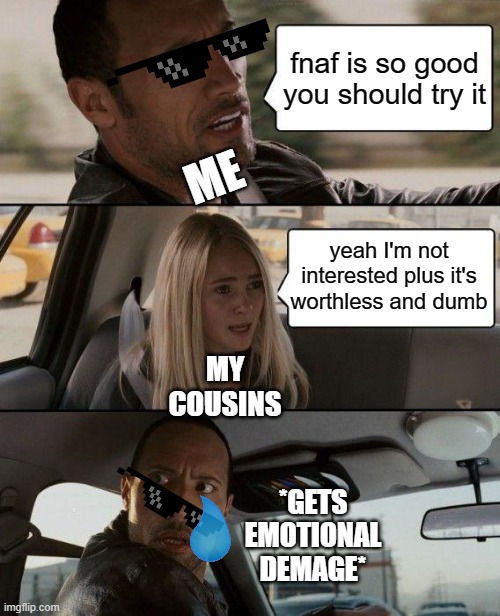 fnaf is so good
you should try it
ME
yeah I'm not
interested plus it's
worthless and dumb
MY
COUSINS
*GETS
EMOTIONAL
DEMAGE*
imgflip.com